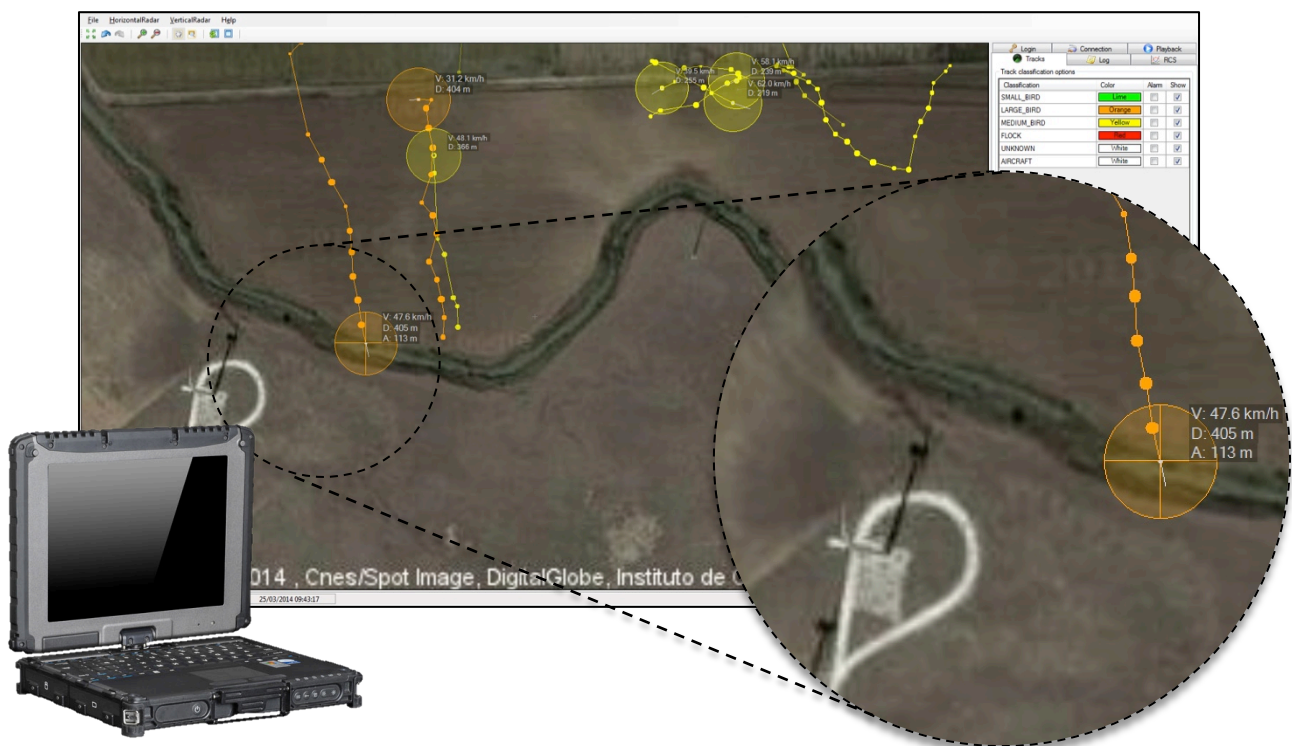 File HorizontalRadar VerticalRadar Help
Login Connection Playback
Tracks Log RCS
Track classification options
Classification Color Alarm Show
SMALL_BIRD Lime
LARGE_BIRD Orange
MEDIUM_BIRD Yellow
FLOCK Red
UNKNOWN White
AIRCRAFT White
V: 31.2 km/h
D: 404 m
V: 48.1 km/h
D: 366 m
V: 58.1 km/h
D: 239 m
V: 62.0 km/h
D: 219 m
D: 255 m
V: 47.6 km/h
D: 405 m
A: 113 m
V: 47.6 km/h
D: 405 m
A: 113 m
014 , Cnes/Spot Image, DigitalGlobe, Instituto de
25/03/2014 09:43:17